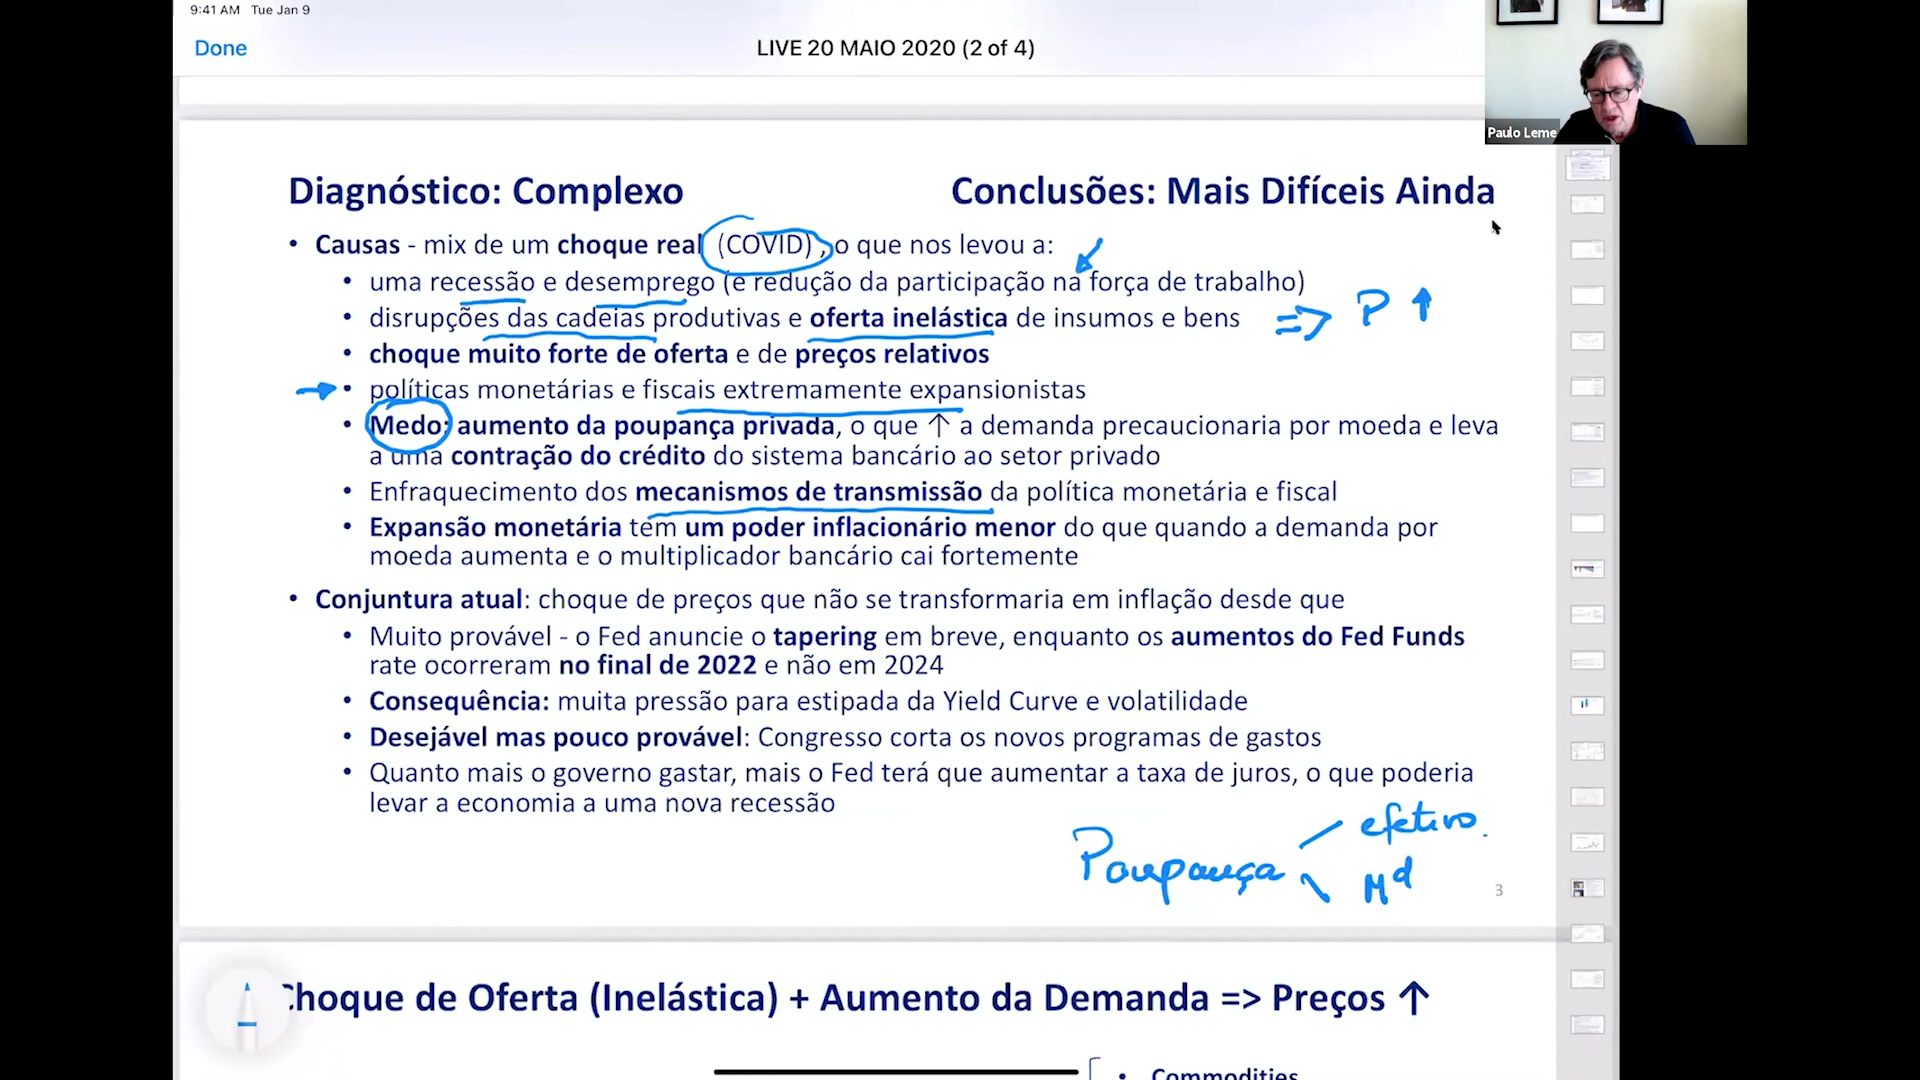 9:41 AM Tue Jan 9
Done
LIVE 20 MAIO 2020 (2 of 4)
Paulo Leme
Diagnóstico: Complexo
Conclusões: Mais Difíceis Ainda
• Causas - mix de um choque real (COVID), o que nos levou a:
• uma recessão e desemprego (e redução da participação na força de trabalho)
• disrupções das cadeias produtivas e oferta inelástica de insumos e bens
=> P ↑
• choque muito forte de oferta e de preços relativos
• políticas monetárias e fiscais extremamente expansionistas
• Medo: aumento da poupança privada, o que ↑ a demanda precaucionaria por moeda e leva
a uma contração do crédito do sistema bancário ao setor privado
• Enfraquecimento dos mecanismos de transmissão da política monetária e fiscal
• Expansão monetária tem um poder inflacionário menor do que quando a demanda por
moeda aumenta e o multiplicador bancário cai fortemente
• Conjuntura atual: choque de preços que não se transformaria em inflação desde que
• Muito provável - o Fed anuncie o tapering em breve, enquanto os aumentos do Fed Funds
rate ocorreram no final de 2022 e não em 2024
• Consequência: muita pressão para estipada da Yield Curve e volatilidade
• Desejável mas pouco provável: Congresso corta os novos programas de gastos
• Quanto mais o governo gastar, mais o Fed terá que aumentar a taxa de juros, o que poderia
levar a economia a uma nova recessão
efetivo.
Poupança
Md
3
Choque de Oferta (Inelástica) + Aumento da Demanda => Preços ↑
• Commodities